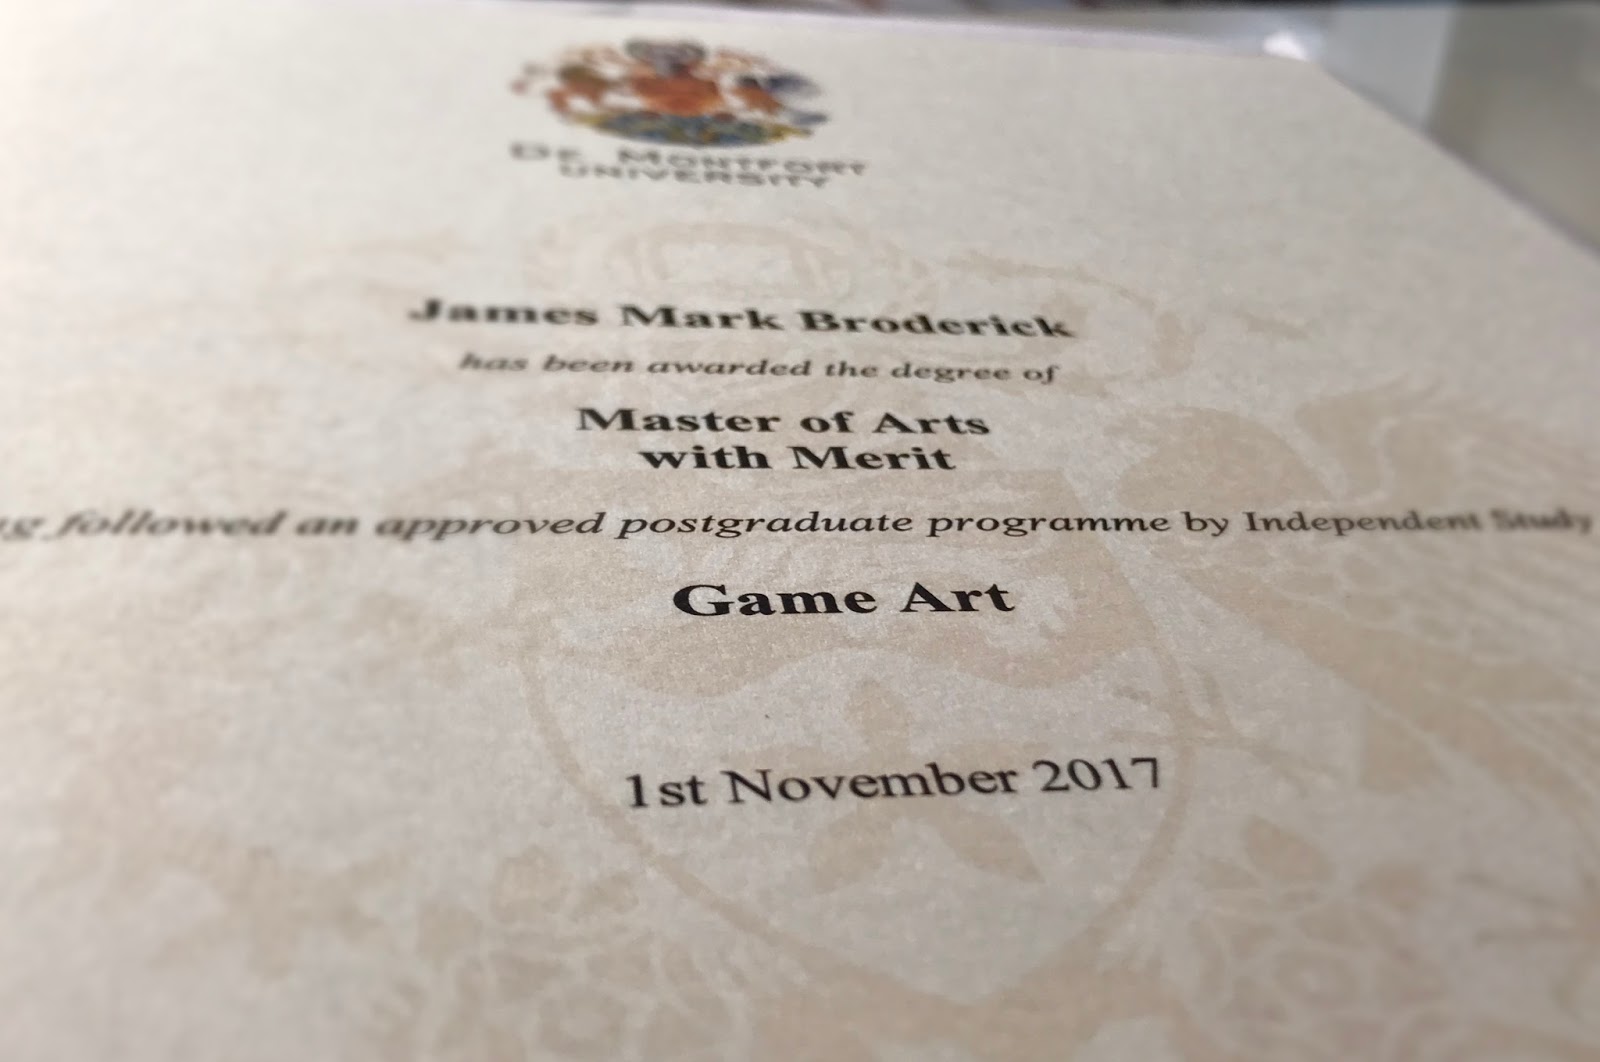 De Montfort
University
James Mark Broderick
has been awarded the degree of
Master of Arts
with Merit
followed an approved postgraduate programme by Independent Study
Game Art
1st November 2017